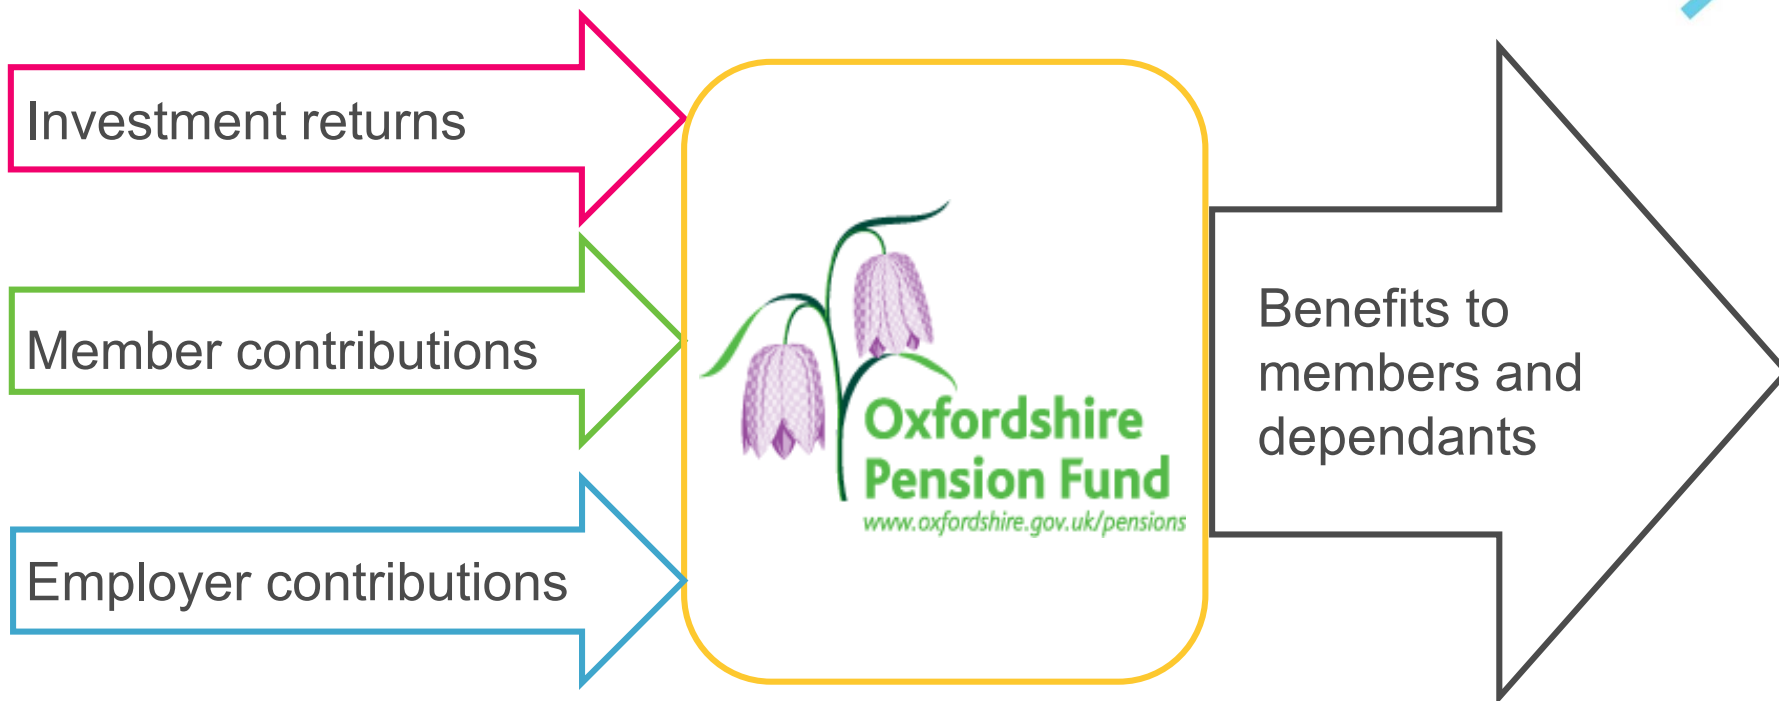 Investment returns
Member contributions
Employer contributions
Oxfordshire
Pension Fund
www.oxfordshire.gov.uk/pensions
Benefits to
members and
dependants